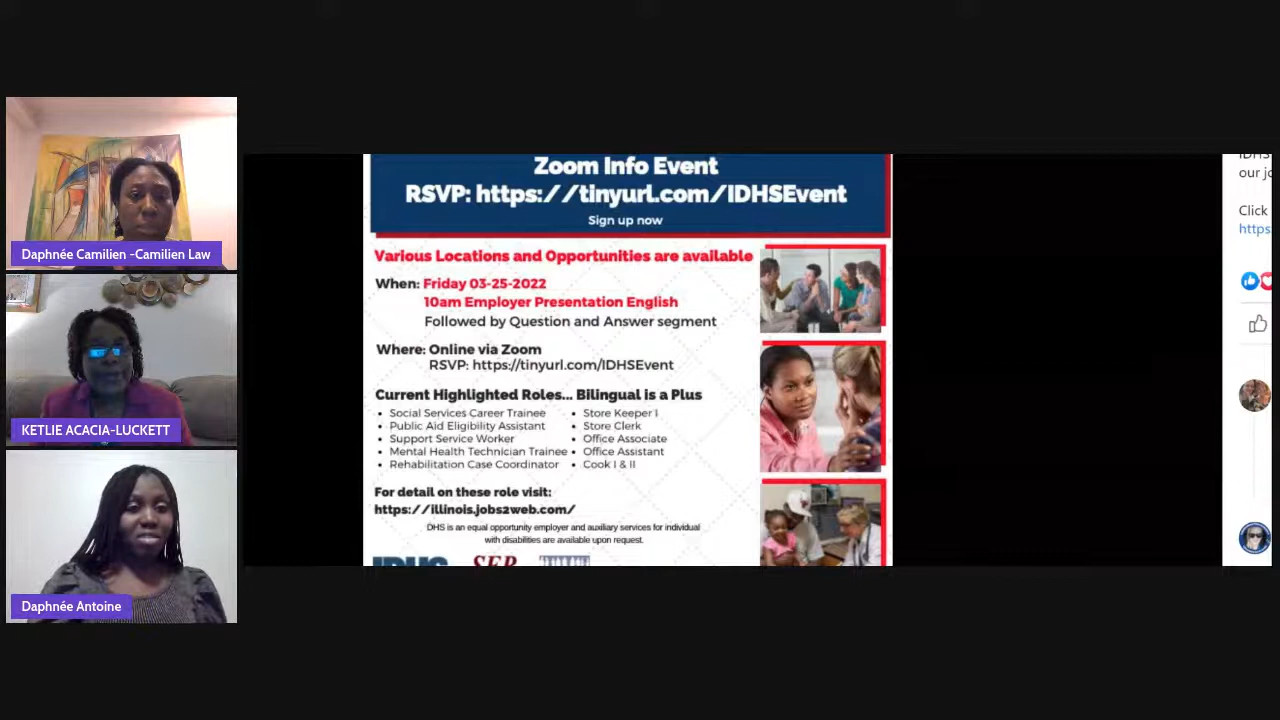 Daphnée Camilien -Camilien Law
KETLIE ACACIA-LUCKETT
Daphnée Antoine
Zoom Info Event
RSVP: https://tinyurl.com/IDHSEvent
Sign up now
Various Locations and Opportunities are available
When: Friday 03-25-2022
10am Employer Presentation English
Followed by Question and Answer segment
Where: Online via Zoom
RSVP: https://tinyurl.com/IDHSEvent
Current Highlighted Roles... Bilingual is a Plus
• Social Services Career Trainee
• Public Aid Eligibility Assistant
• Support Service Worker
• Mental Health Technician Trainee
• Rehabilitation Case Coordinator
• Store Keeper I
• Store Clerk
• Office Associate
• Office Assistant
• Cook I & II
For detail on these role visit:
https://illinois.jobs2web.com/
DHS is an equal opportunity employer and auxiliary services for individual
with disabilities are available upon request.
IDHS
SER
our jo
Click
https: